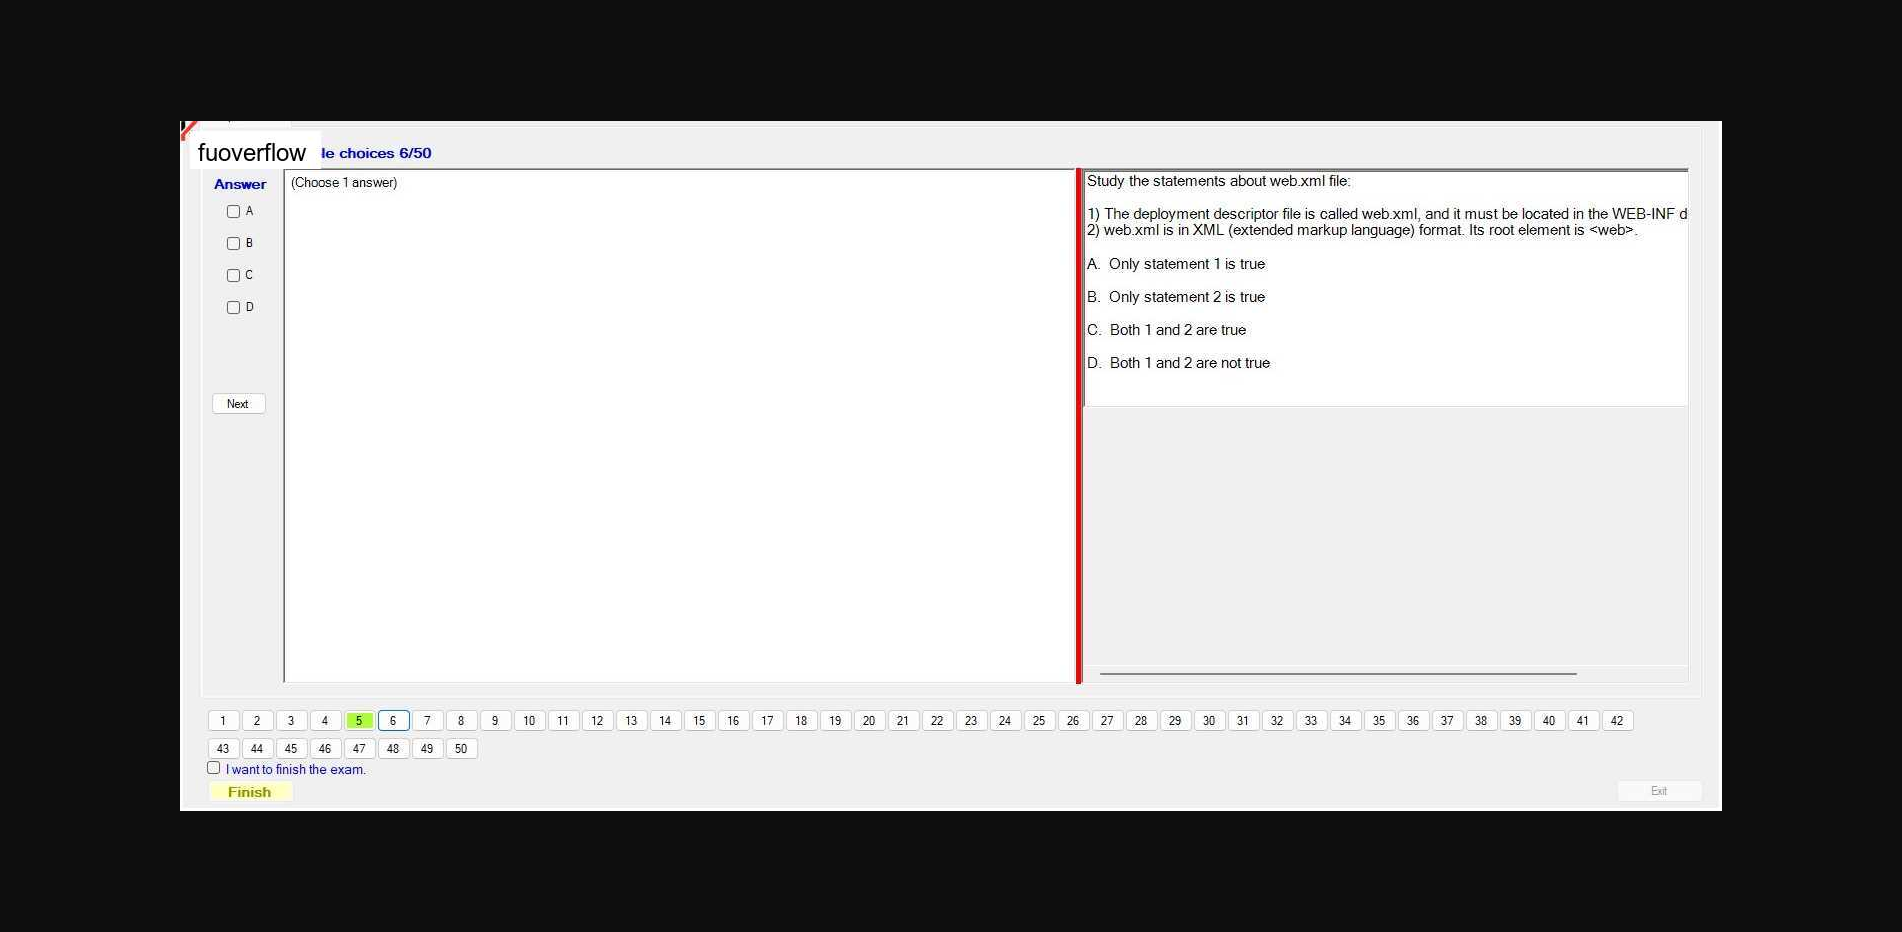 fuoverflow
le choices 6/50
Answer
(Choose 1 answer)
A
B
C
D
Next
Study the statements about web.xml file:
1) The deployment descriptor file is called web.xml, and it must be located in the WEB-INF d
2) web.xml is in XML (extended markup language) format. Its root element is <web>.
A. Only statement 1 is true
B. Only statement 2 is true
C. Both 1 and 2 are true
D. Both 1 and 2 are not true
1 2 3 4 5 6 7 8 9 10 11 12 13 14 15 16 17 18 19 20 21 22 23 24 25 26 27 28 29 30 31 32 33 34 35 36 37 38 39 40 41 42
43 44 45 46 47 48 49 50
I want to finish the exam.
Finish
Exit